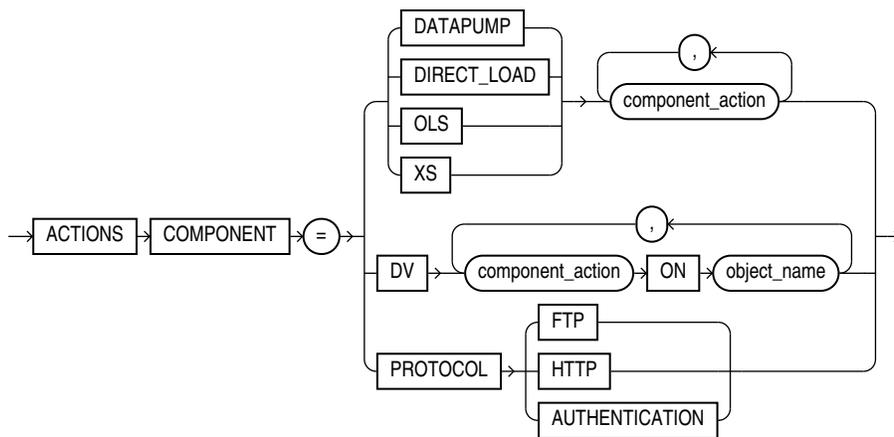 DATAPUMP
,
DIRECT_LOAD
component_action
OLS
XS
ACTIONS COMPONENT =
,
DV component_action ON object_name
FTP
PROTOCOL HTTP
AUTHENTICATION